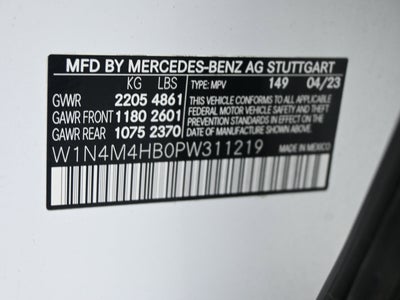 MFD BY MERCEDES-BENZ AG STUTTGART
KG LBS TYPE: MPV 149 04/23
GVWR 2205 4861
GAWR FRONT 1180 2601
GAWR REAR 1075 2370
THIS VEHICLE CONFORMS TO ALL APPLICABLE
FEDERAL MOTOR VEHICLE SAFETY AND THEFT
PREVENTION STANDARDS IN EFFECT ON THE
DATE OF MANUFACTURE SHOWN ABOVE.
W1N4M4HB0PW311219 MADE IN MEXICO